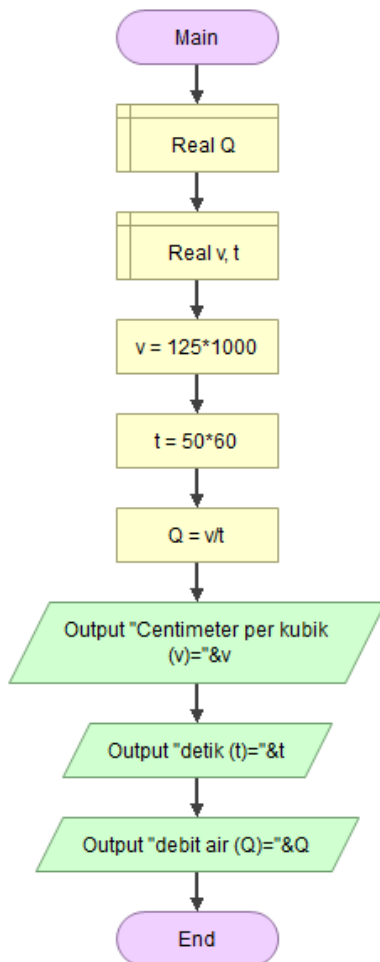 Main
Real Q
Real v, t
v = 125*1000
t = 50*60
Q = v/t
Output "Centimeter per kubik
(v)="&v
Output "detik (t)="&t
Output "debit air (Q)="&Q
End